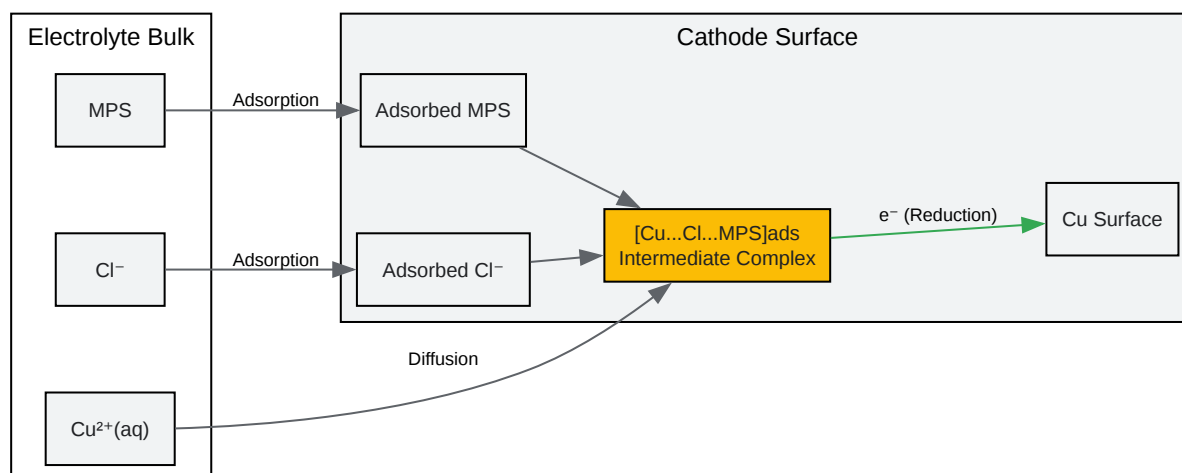 Electrolyte Bulk
Cathode Surface
MPS
Adsorption
Adsorbed MPS
Cl⁻
Adsorption
Adsorbed Cl⁻
[Cu...Cl...MPS]ads
Intermediate Complex
e⁻ (Reduction)
Cu Surface
Diffusion
Cu²⁺(aq)